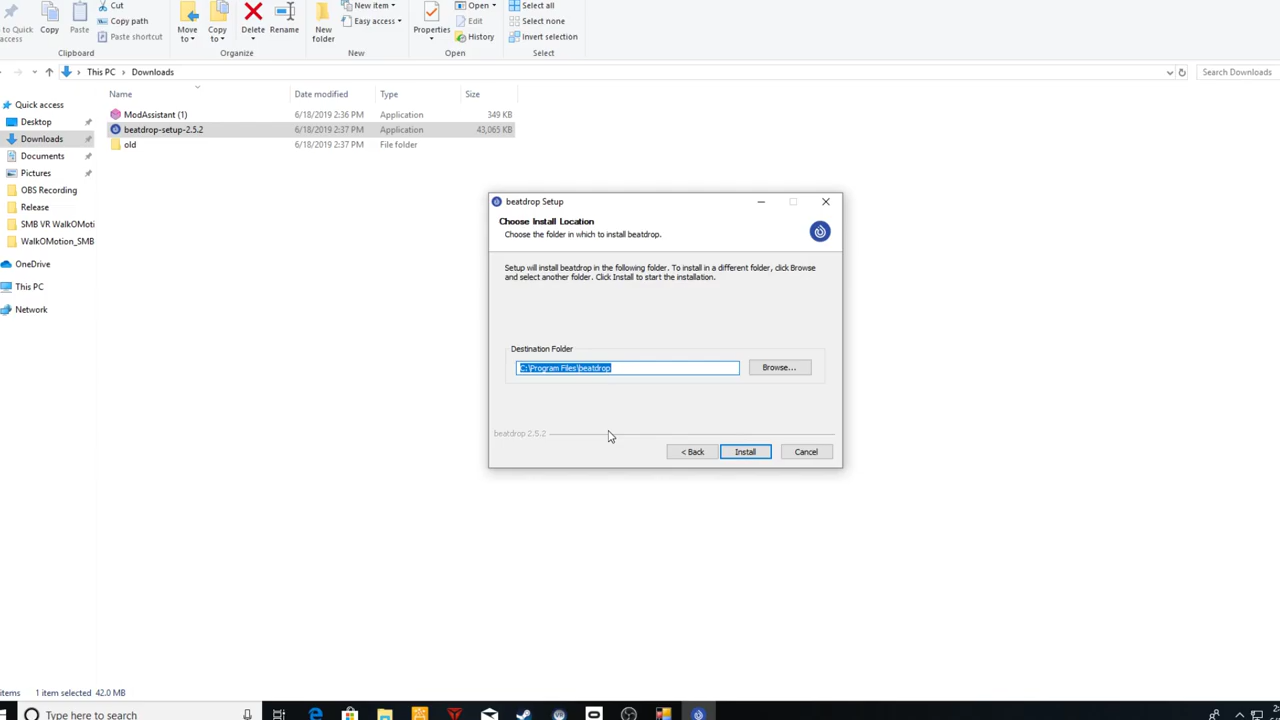 Cut
Copy path
Paste shortcut
Pin to Quick
access
Copy
Paste
Clipboard
Move
to
Copy
to
Delete
Rename
Organize
New
folder
New item
Easy access
New
Properties
Open
Edit
History
Open
Select all
Select none
Invert selection
Select
This PC > Downloads
Search Downloads
Name Date modified Type Size
ModAssistant (1) 6/18/2019 2:36 PM Application 349 KB
beatdrop-setup-2.5.2 6/18/2019 2:37 PM Application 43,065 KB
old 6/18/2019 2:37 PM File folder
Quick access
Desktop
Downloads
Documents
Pictures
OBS Recording
Release
SMB VR WalkOMoti
WalkOMotion_SMB
OneDrive
This PC
Network
beatdrop Setup
Choose Install Location
Choose the folder in which to install beatdrop.
Setup will install beatdrop in the following folder. To install in a different folder, click Browse
and select another folder. Click Install to start the installation.
Destination Folder
C:\Program Files\beatdrop
Browse...
beatdrop 2.5.2
< Back
Install
Cancel
items 1 item selected 42.0 MB
Type here to search